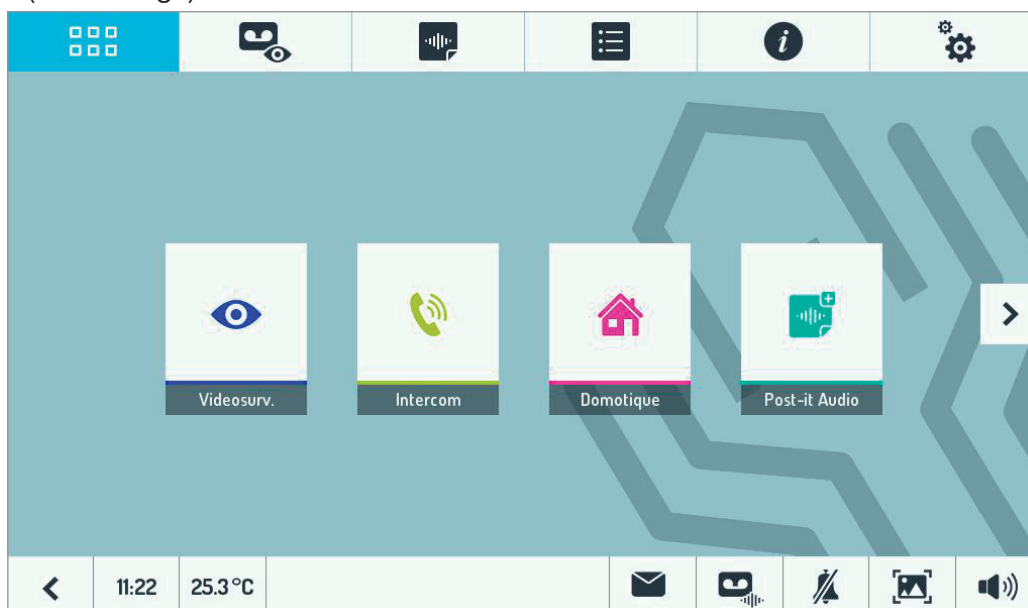 Videosurv.
Intercom
Domotique
Post-it Audio
11:22
25.3°C